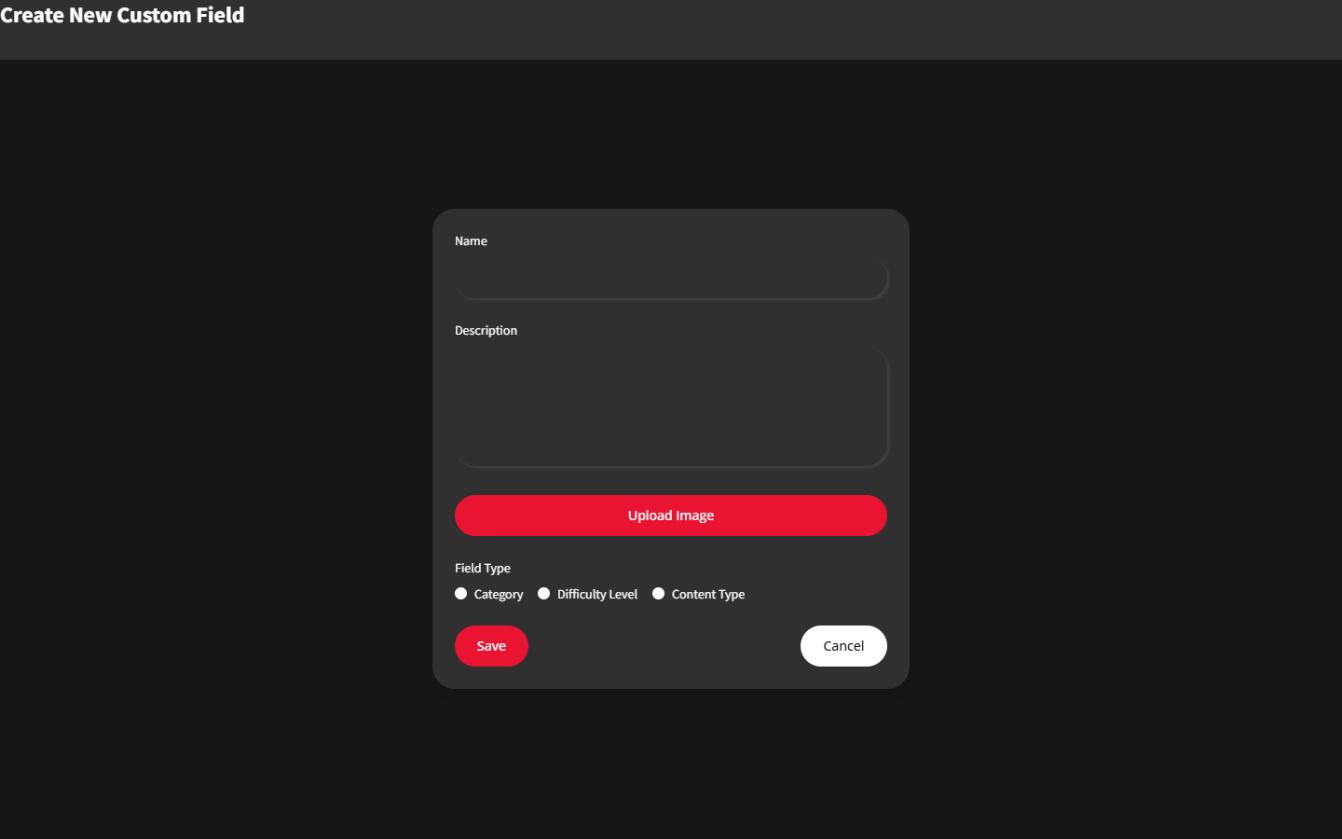 Create New Custom Field
Name
Description
Upload Image
Field Type
Category Difficulty Level Content Type
Save Cancel